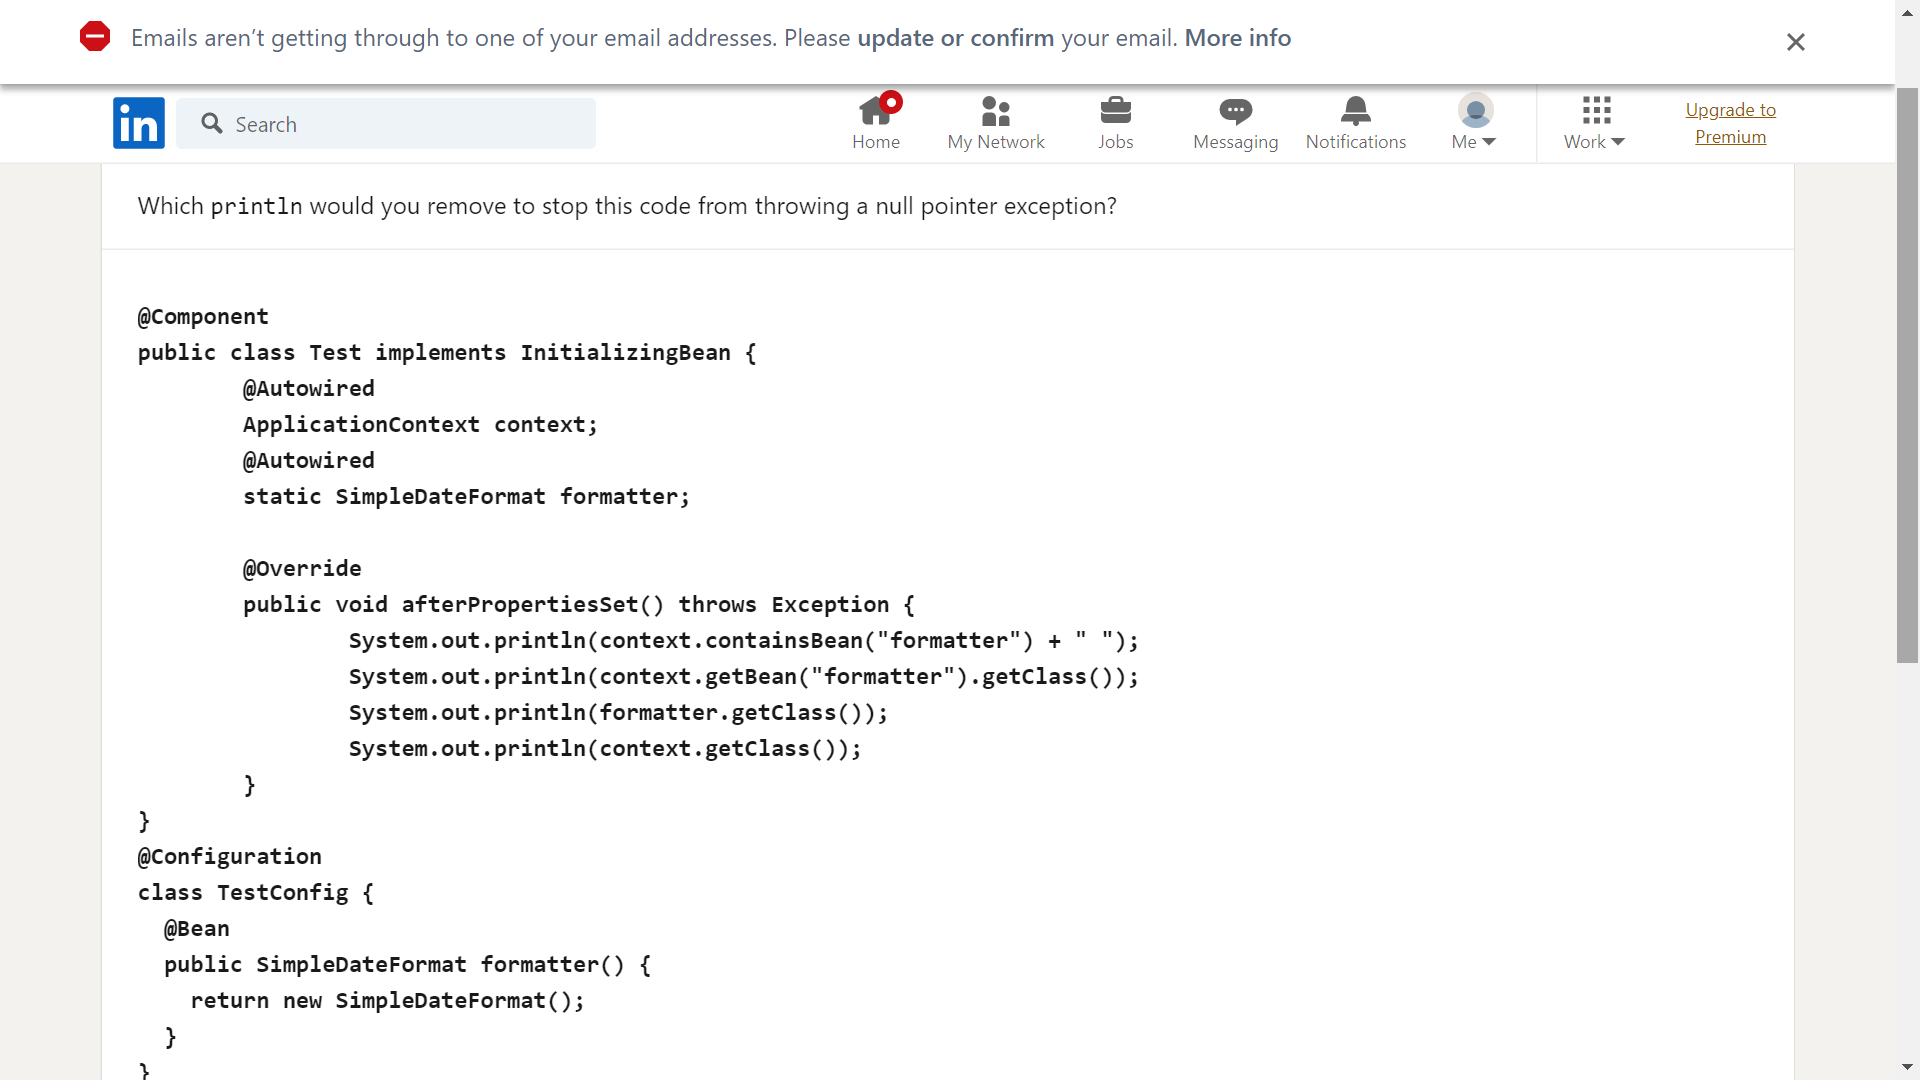 Emails aren't getting through to one of your email addresses. Please update or confirm your email. More info
in
Search
Home
My Network
Jobs
Messaging
Notifications
Me
Work
Upgrade to
Premium
Which println would you remove to stop this code from throwing a null pointer exception?
@Component
public class Test implements InitializingBean {
        @Autowired
        ApplicationContext context;
        @Autowired
        static SimpleDateFormat formatter;
        @Override
        public void afterPropertiesSet() throws Exception {
                System.out.println(context.containsBean("formatter") + " ");
                System.out.println(context.getBean("formatter").getClass());
                System.out.println(formatter.getClass());
                System.out.println(context.getClass());
        }
}
@Configuration
class TestConfig {
  @Bean
  public SimpleDateFormat formatter() {
    return new SimpleDateFormat();
  }
}